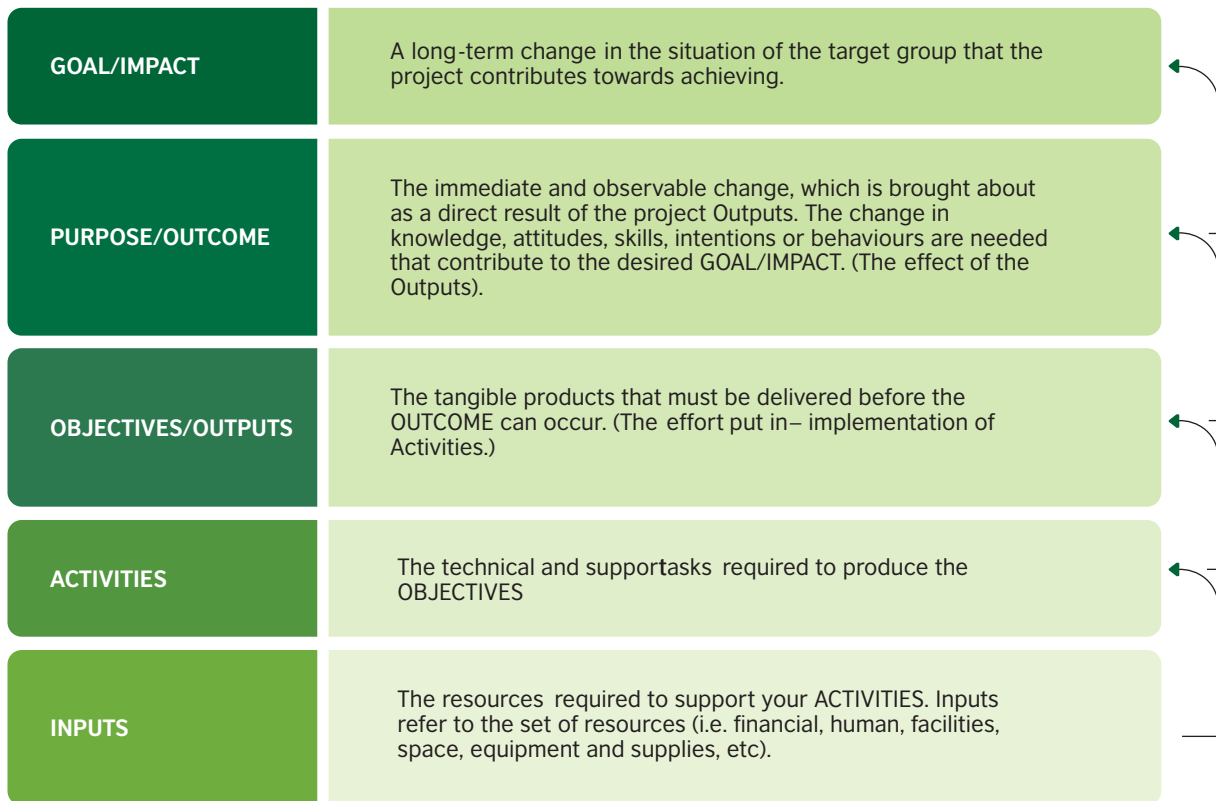 GOAL/IMPACT
A long-term change in the situation of the target group that the
project contributes towards achieving.
PURPOSE/OUTCOME
The immediate and observable change, which is brought about
as a direct result of the project Outputs. The change in
knowledge, attitudes, skills, intentions or behaviours are needed
that contribute to the desired GOAL/IMPACT. (The effect of the
Outputs).
OBJECTIVES/OUTPUTS
The tangible products that must be delivered before the
OUTCOME can occur. (The effort put in– implementation of
Activities.)
ACTIVITIES
The technical and supportasks required to produce the
OBJECTIVES
INPUTS
The resources required to support your ACTIVITIES. Inputs
refer to the set of resources (i.e. financial, human, facilities,
space, equipment and supplies, etc).